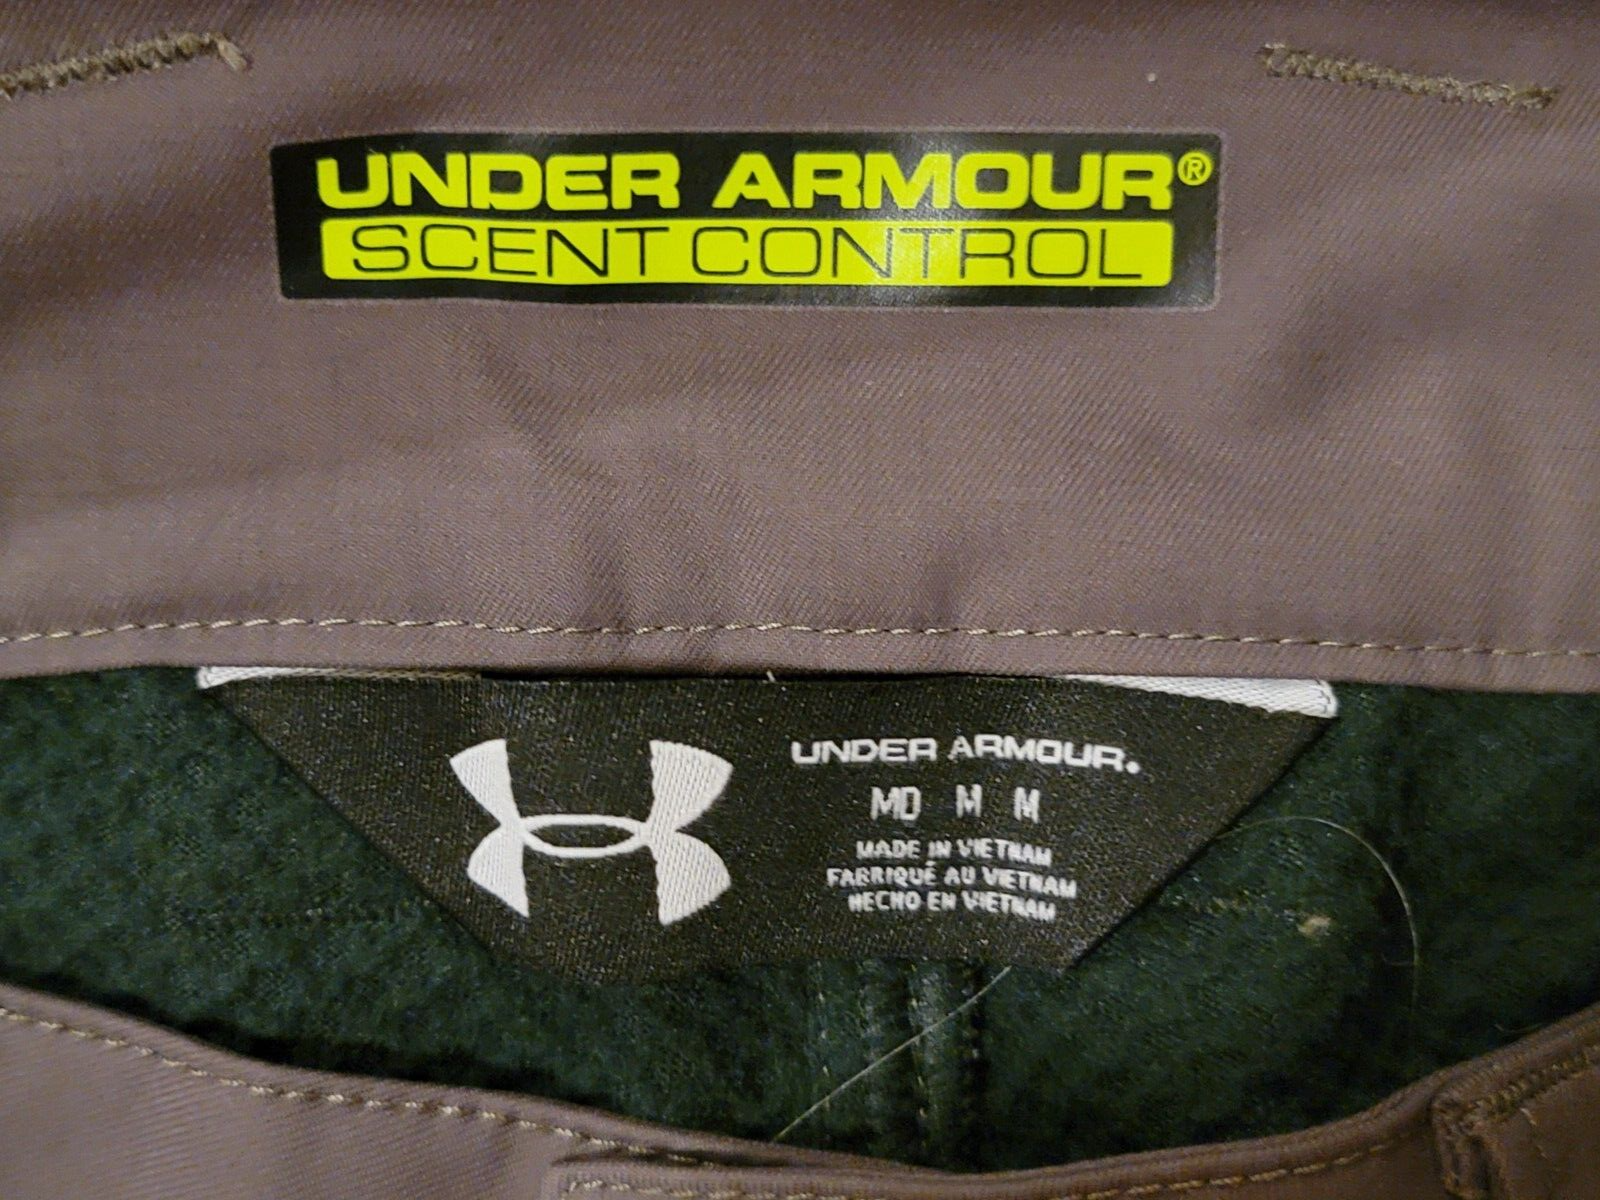 UNDER ARMOUR®
SCENT CONTROL
UNDER ARMOUR.
MD M M
MADE IN VIETNAM
FABRIQUÉ AU VIETNAM
HECHO EN VIETNAM